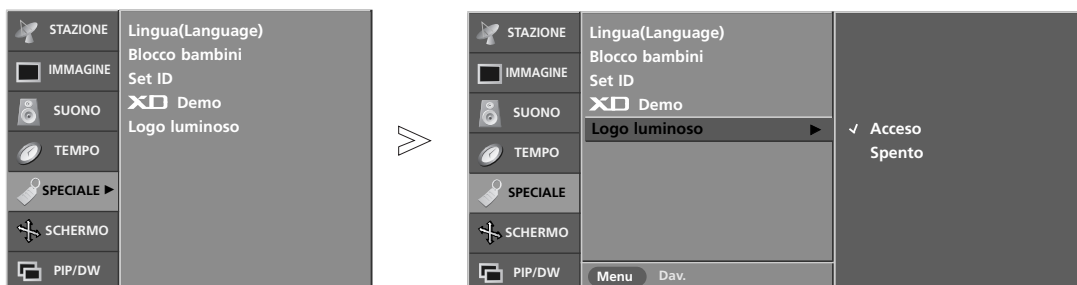 STAZIONE
IMMAGINE
SUONO
TEMPO
SPECIALE ►
SCHERMO
PIP/DW
Lingua(Language)
Blocco bambini
Set ID
XD Demo
Logo luminoso
STAZIONE
IMMAGINE
SUONO
TEMPO
SPECIALE
SCHERMO
PIP/DW
Lingua(Language)
Blocco bambini
Set ID
XD Demo
Logo luminoso ►
Menu Dav.
✓ Acceso
Spento